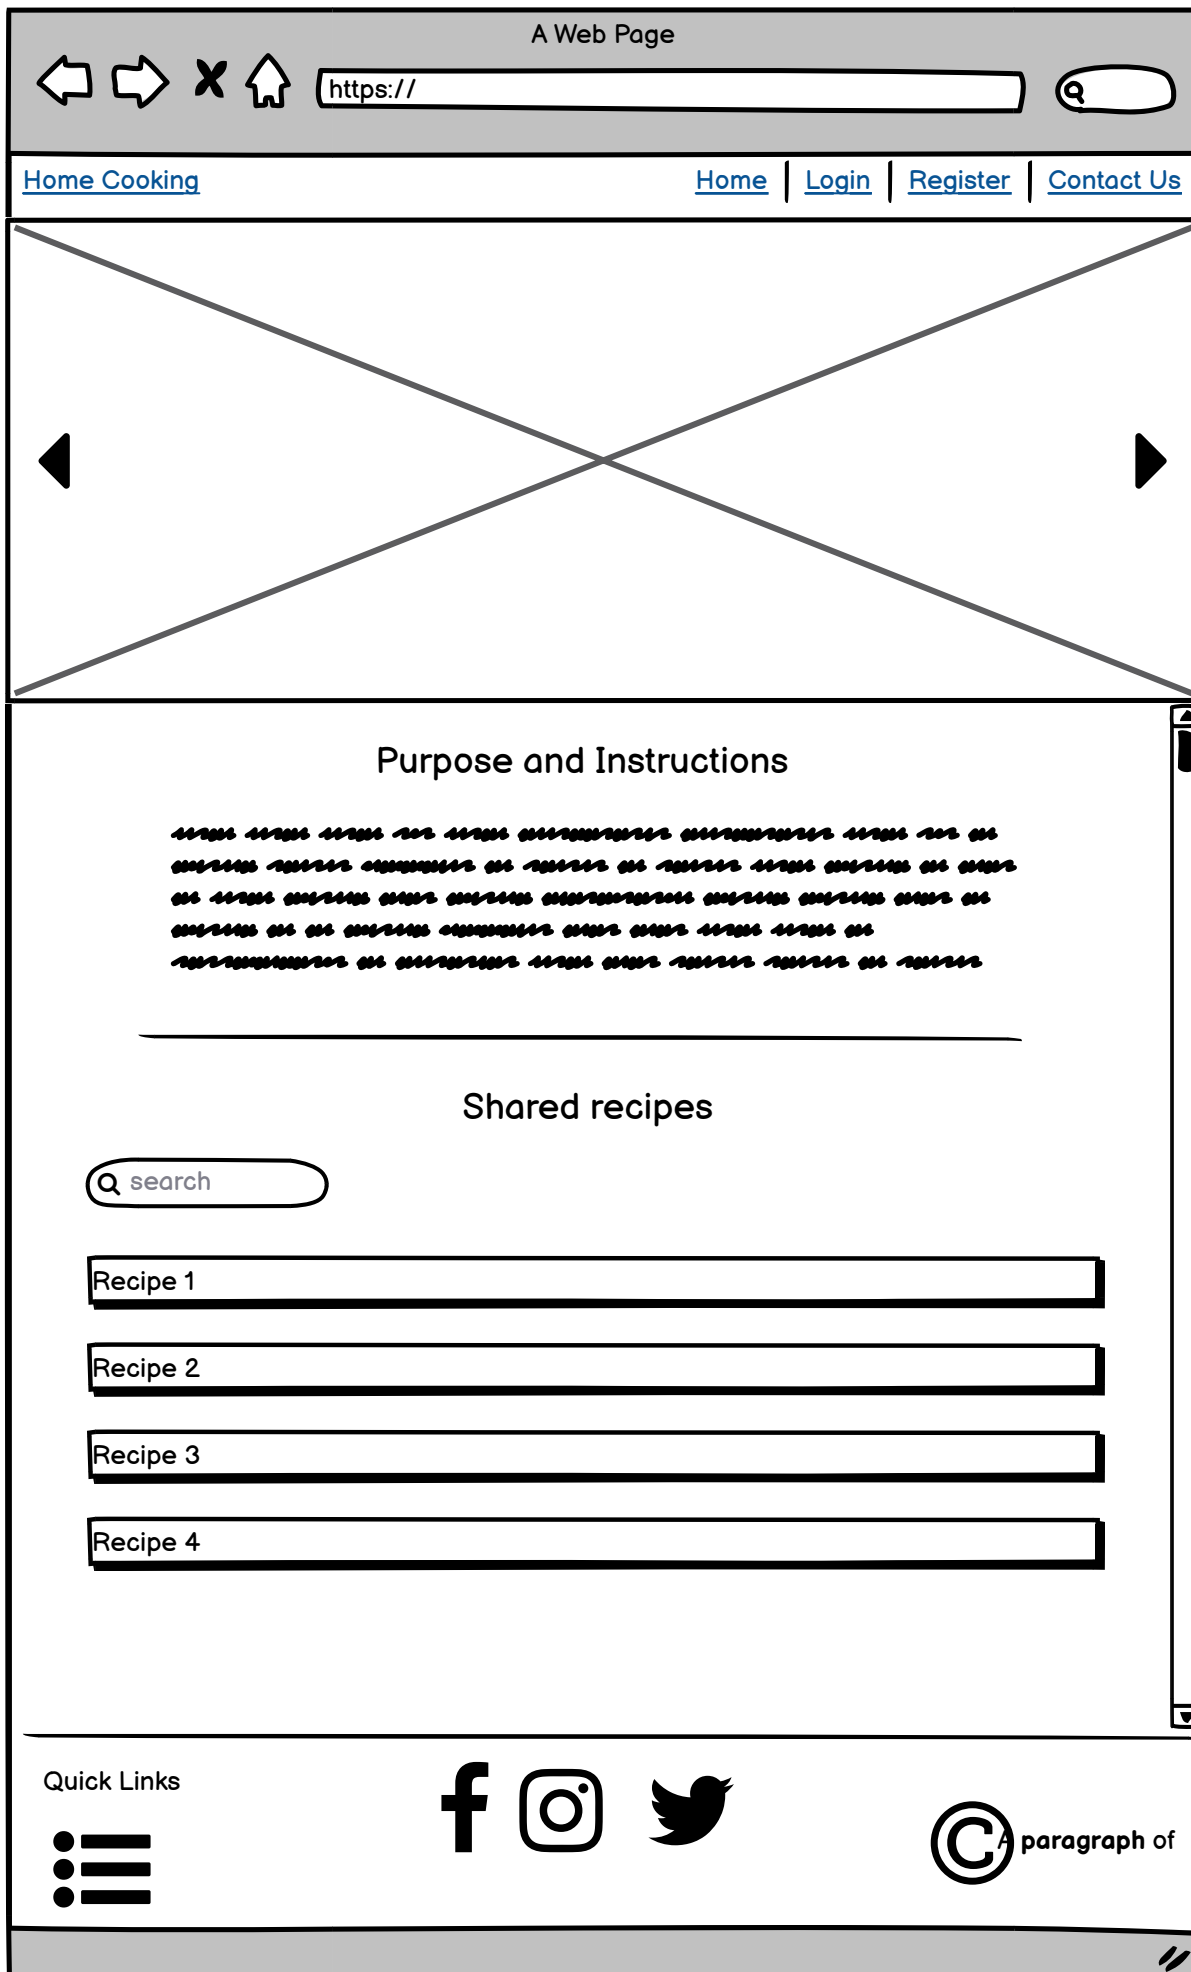 A Web Page
https://
Home Cooking Home Login Register Contact Us
Purpose and Instructions
Shared recipes
search
Recipe 1
Recipe 2
Recipe 3
Recipe 4
Quick Links
© A paragraph of